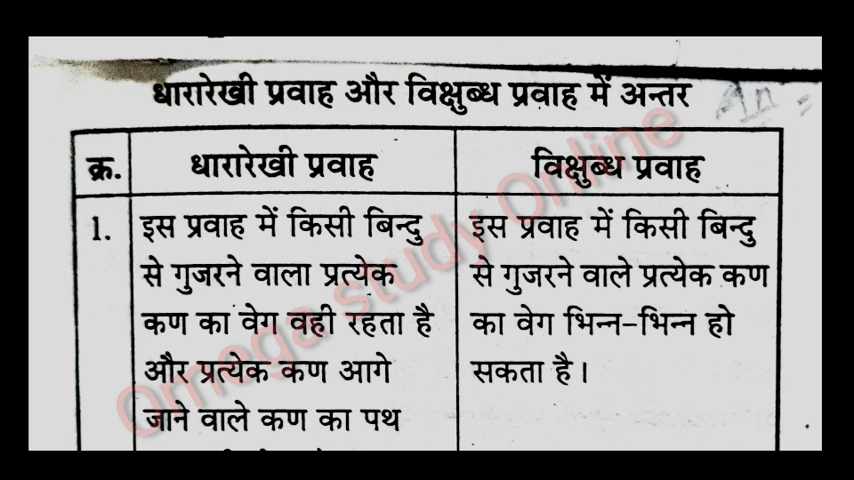 धारारेखी प्रवाह और विक्षुब्ध प्रवाह में अन्तर
क्र.
धारारेखी प्रवाह
विक्षुब्ध प्रवाह
1.
इस प्रवाह में किसी बिन्दु
से गुजरने वाला प्रत्येक
कण का वेग वही रहता है
और प्रत्येक कण आगे
जाने वाले कण का पथ
इस प्रवाह में किसी बिन्दु
से गुजरने वाले प्रत्येक कण
का वेग भिन्न-भिन्न हो
सकता है।
Omega study Online